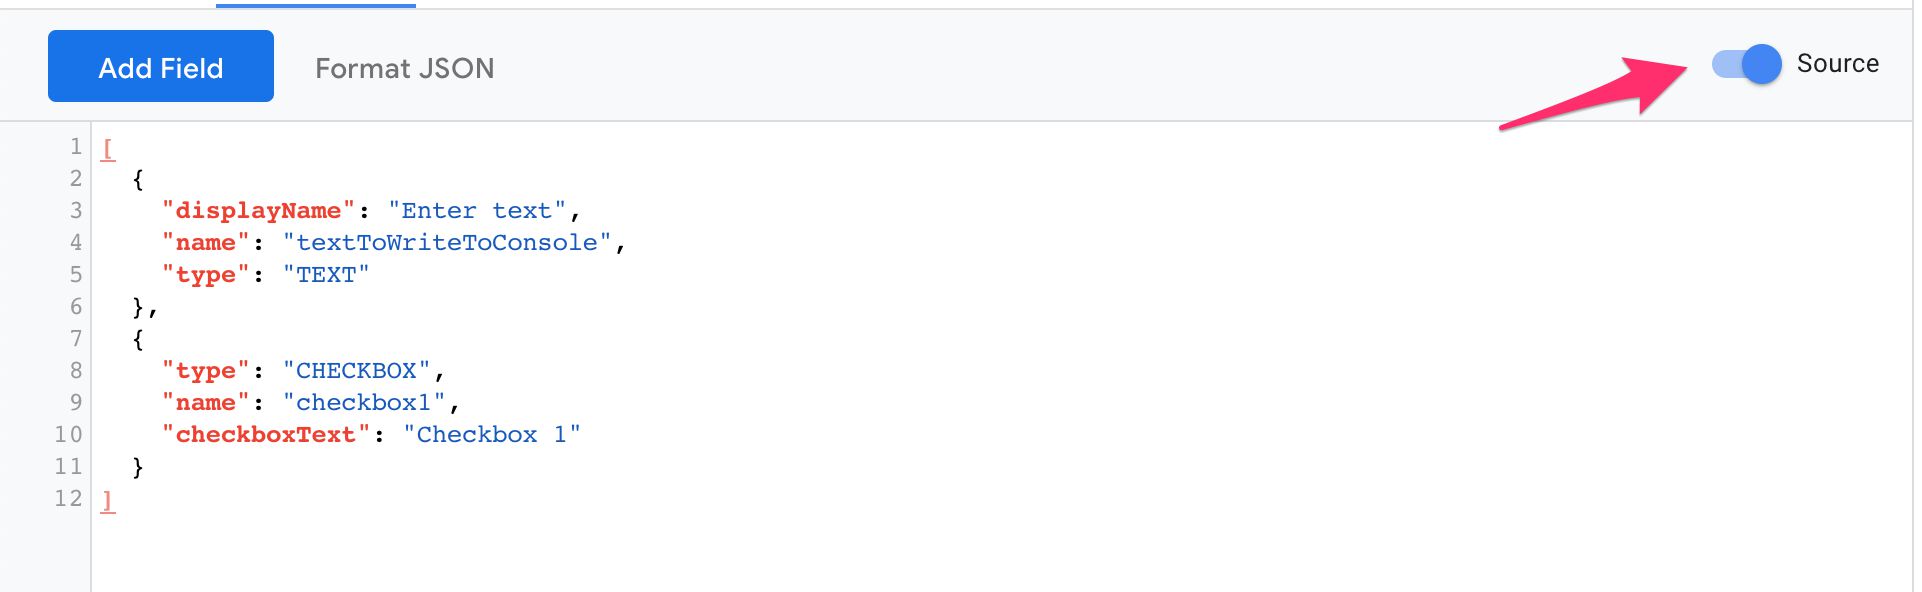 Add Field
Format JSON
Source
1 [
2   {
3     "displayName": "Enter text",
4     "name": "textToWriteToConsole",
5     "type": "TEXT"
6   },
7   {
8     "type": "CHECKBOX",
9     "name": "checkbox1",
10     "checkboxText": "Checkbox 1"
11   }
12 ]